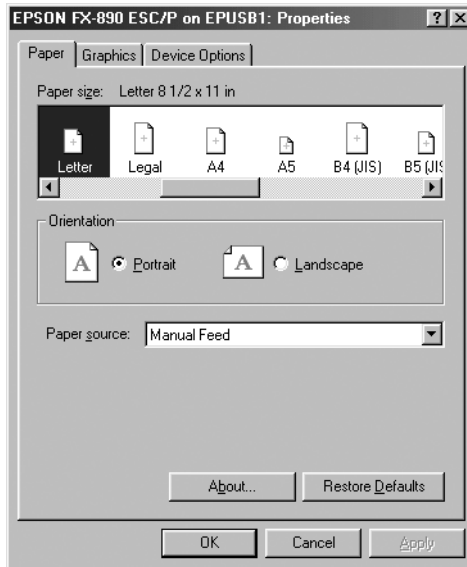 EPSON FX-890 ESC/P on EPUSB1: Properties ? X
Paper Graphics Device Options
Paper size: Letter 8 1/2 x 11 in
Letter Legal A4 A5 B4 (JIS) B5 (JIS
Orientation
A Portrait A Landscape
Paper source: Manual Feed
About... Restore Defaults
OK Cancel Apply